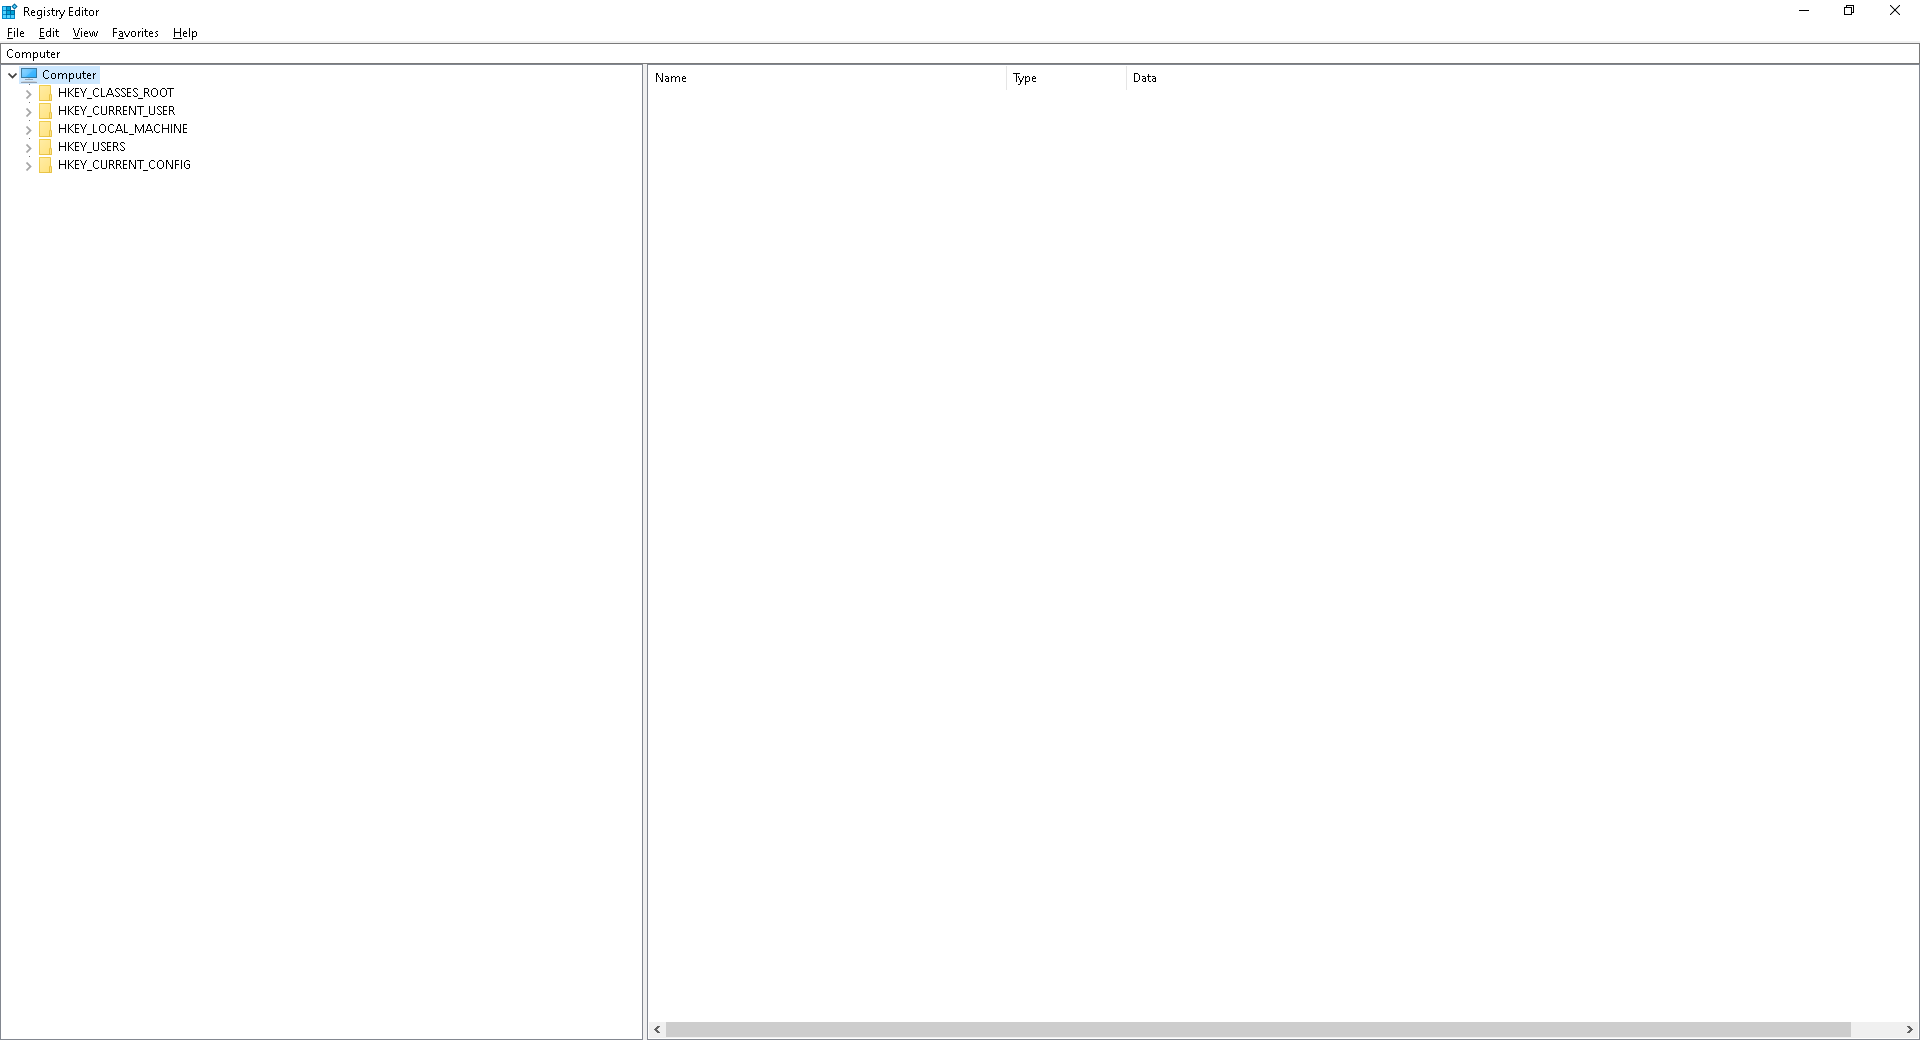 Registry Editor
File Edit View Favorites Help
Computer
Computer
HKEY_CLASSES_ROOT
HKEY_CURRENT_USER
HKEY_LOCAL_MACHINE
HKEY_USERS
HKEY_CURRENT_CONFIG
Name Type Data